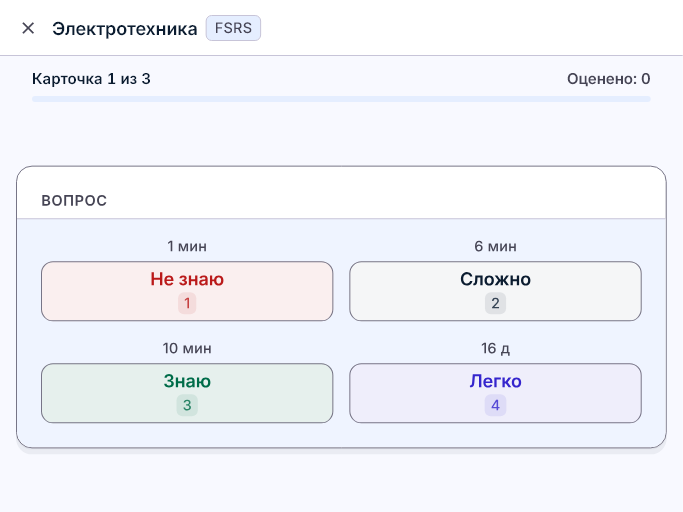 Электротехника FSRS
Карточка 1 из 3 Оценено: 0
ВОПРОС
1 мин 6 мин
Не знаю Сложно
1 2
10 мин 16 д
Знаю Легко
3 4